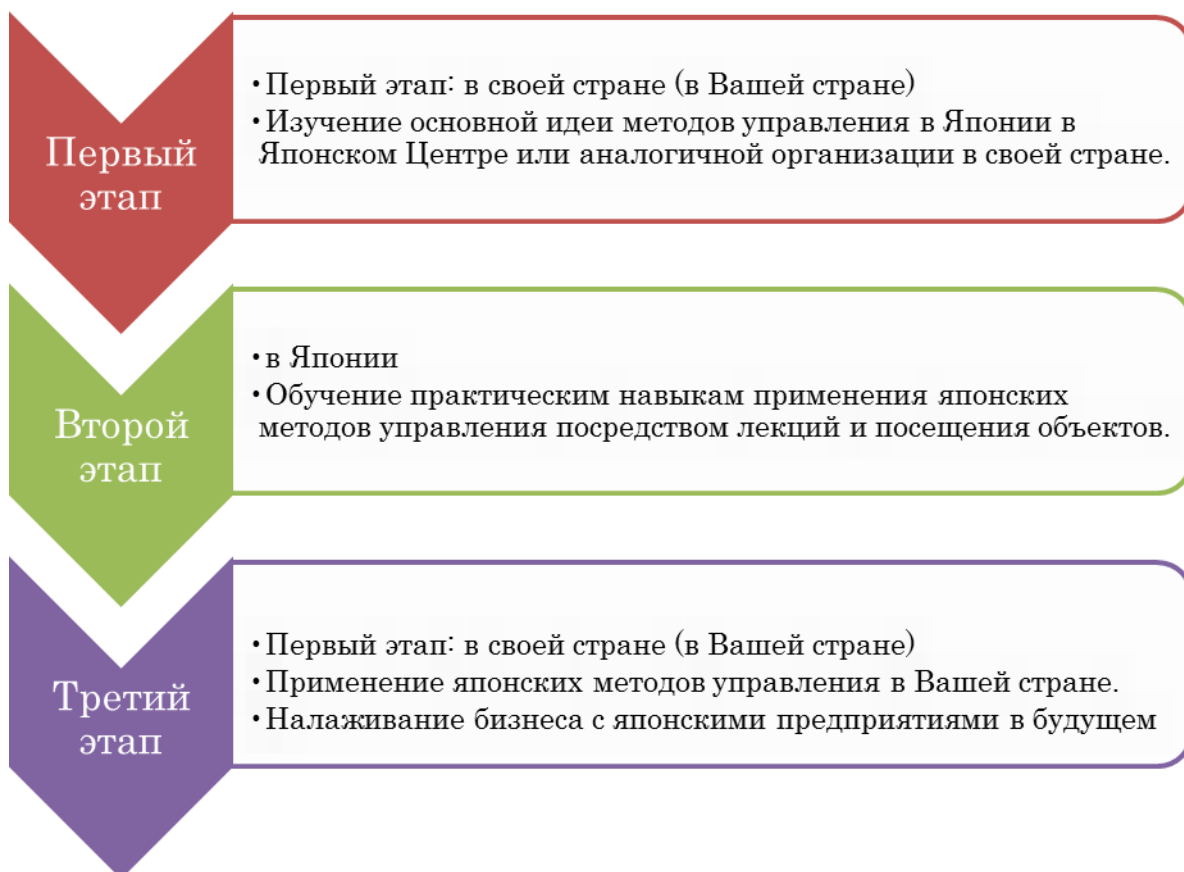 Первый
этап
•Первый этап: в своей стране (в Вашей стране)
•Изучение основной идеи методов управления в Японии в
Японском Центре или аналогичной организации в своей стране.
Второй
этап
•в Японии
•Обучение практическим навыкам применения японских
методов управления посредством лекций и посещения объектов.
Третий
этап
•Первый этап: в своей стране (в Вашей стране)
•Применение японских методов управления в Вашей стране.
•Налаживание бизнеса с японскими предприятиями в будущем